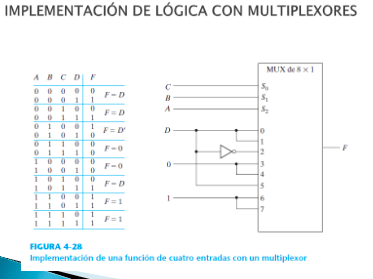 IMPLEMENTACIÓN DE LÓGICA CON MULTIPLEXORES
MUX de 8 × 1
A B C D F
0 0 0 0 0 F = D
0 0 0 1 1
0 0 1 0 0 F = D
0 0 1 1 1
0 1 0 0 1 F = D'
0 1 0 1 0
0 1 1 0 0 F = 0
0 1 1 1 0
1 0 0 0 0 F = 0
1 0 0 1 0
1 0 1 0 0 F = D
1 0 1 1 1
1 1 0 0 1 F = 1
1 1 0 1 1
1 1 1 0 1 F = 1
1 1 1 1 1
C S0
B S1
A S2
D 0
1
2
0 3
4
5
1 6
7
F
FIGURA 4-28
Implementación de una función de cuatro entradas con un multiplexor